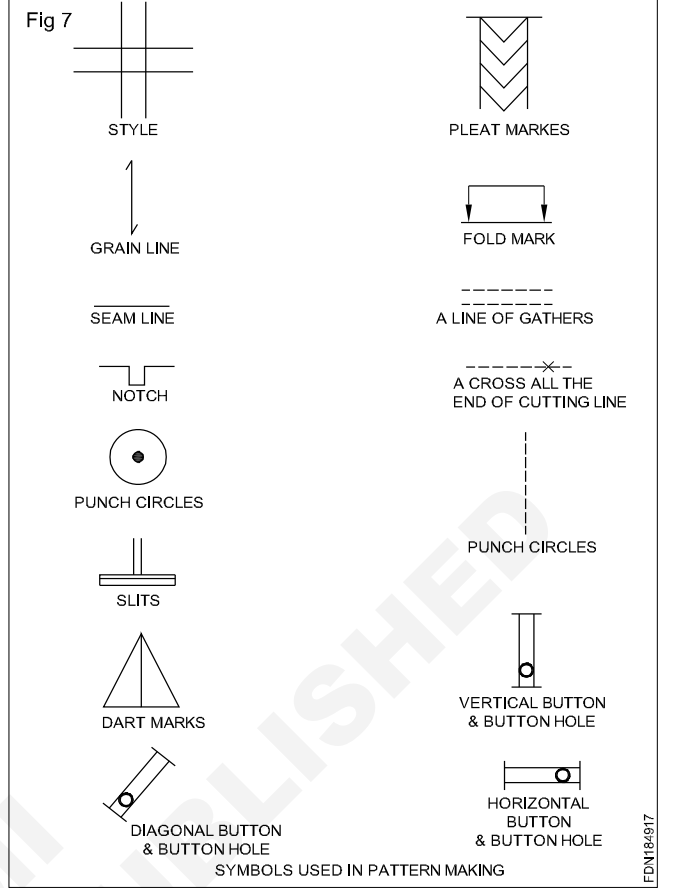 Fig 7
STYLE
PLEAT MARKES
GRAIN LINE
FOLD MARK
SEAM LINE
A LINE OF GATHERS
NOTCH
A CROSS ALL THE
END OF CUTTING LINE
PUNCH CIRCLES
PUNCH CIRCLES
SLITS
DART MARKS
VERTICAL BUTTON
& BUTTON HOLE
DIAGONAL BUTTON
& BUTTON HOLE
HORIZONTAL
BUTTON
& BUTTON HOLE
SYMBOLS USED IN PATTERN MAKING
FDN184917